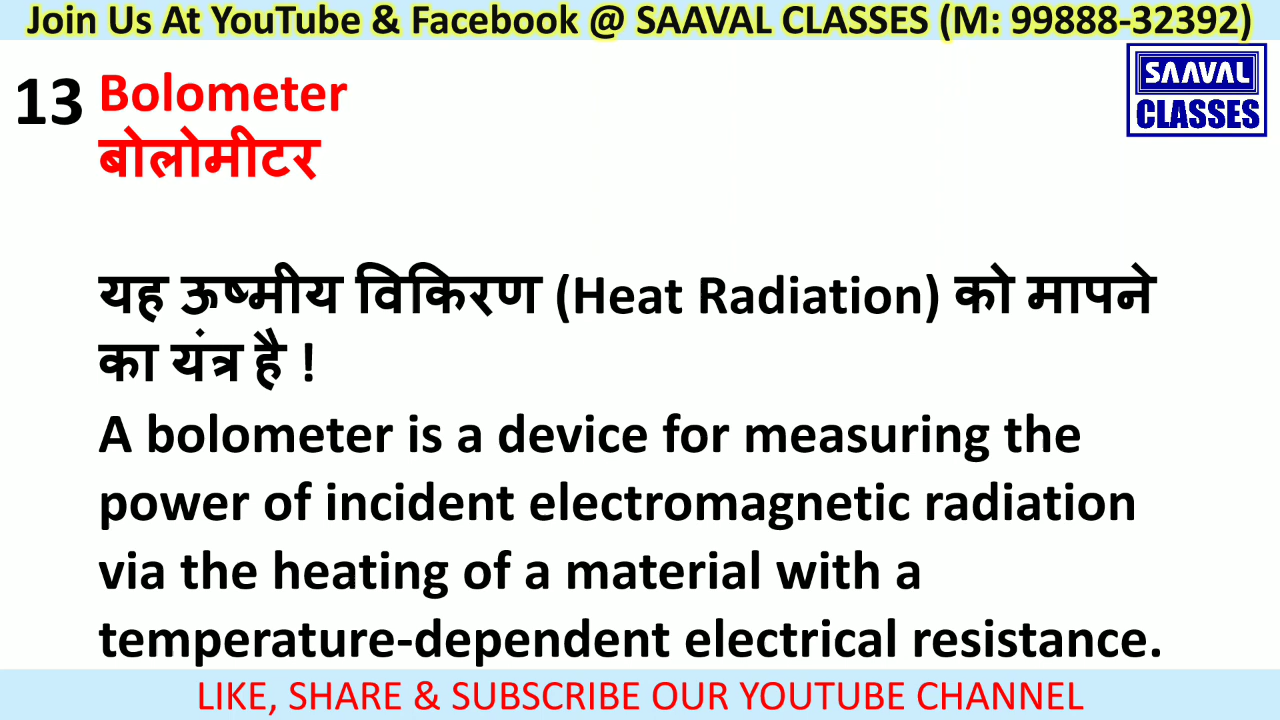 Join Us At YouTube & Facebook @ SAAVAL CLASSES (M: 99888-32392)
SAAVAL
CLASSES
13 Bolometer
बोलोमीटर
यह ऊष्मीय विकिरण (Heat Radiation) को मापने
का यंत्र है !
A bolometer is a device for measuring the
power of incident electromagnetic radiation
via the heating of a material with a
temperature-dependent electrical resistance.
LIKE, SHARE & SUBSCRIBE OUR YOUTUBE CHANNEL